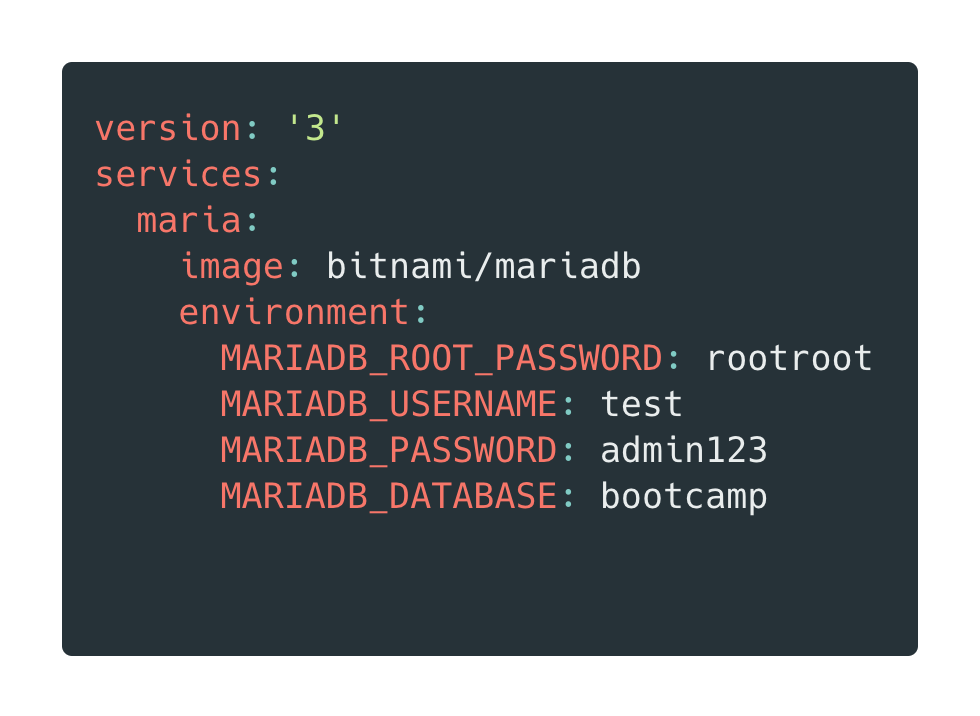 version: '3'
services:
  maria:
    image: bitnami/mariadb
    environment:
      MARIADB_ROOT_PASSWORD: rootroot
      MARIADB_USERNAME: test
      MARIADB_PASSWORD: admin123
      MARIADB_DATABASE: bootcamp